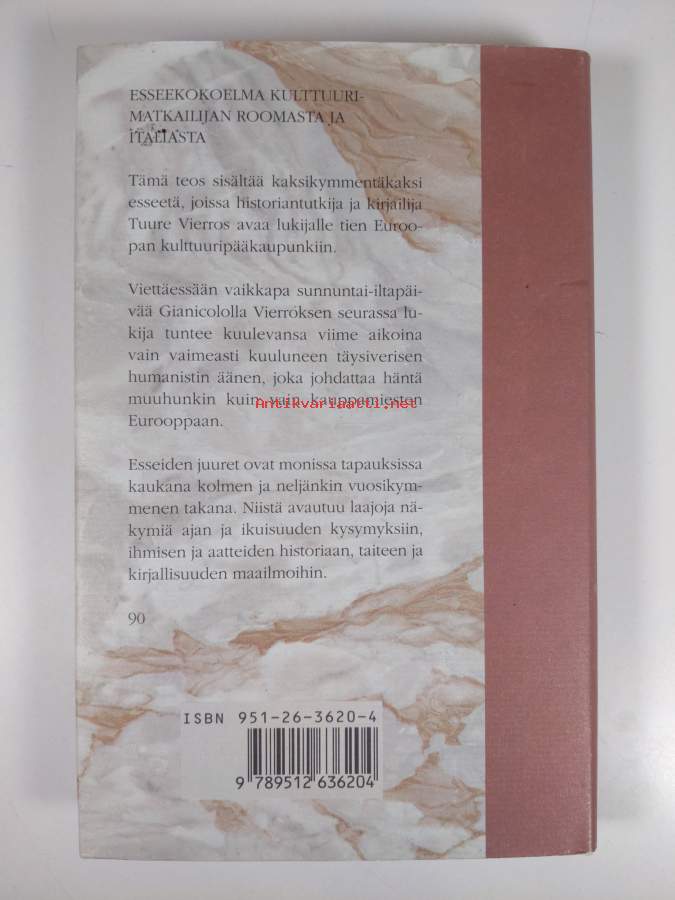 ESSEEKOKOELMA KULTTUURI-
MATKAILIJAN ROOMASTA JA
ITALIASTA
Tämä teos sisältää kaksikymmentäkaksi
esseetä, joissa historiantutkija ja kirjailija
Tuure Vierros avaa lukijalle tien Euroo-
pan kulttuuripääkaupunkiin.
Viettäessään vaikkapa sunnuntai-iltapäi-
vää Gianicololla Vierroksen seurassa lu-
kija tuntee kuulevansa viime aikoina
vain vaimeasti kuuluneen täysiverisen
humanistin äänen, joka johdattaa häntä
muuhunkin kuin vain kauppamiesten
Antikvariaatti.net
Eurooppaan.
Esseiden juuret ovat monissa tapauksissa
kaukana kolmen ja neljänkin vuosikym-
menen takana. Niistä avautuu laajoja nä-
kymiä ajan ja ikuisuuden kysymyksiin,
ihmisen ja aatteiden historiaan, taiteen ja
kirjallisuuden maailmoihin.
90
ISBN 951-26-3620-4
9 789512 636204